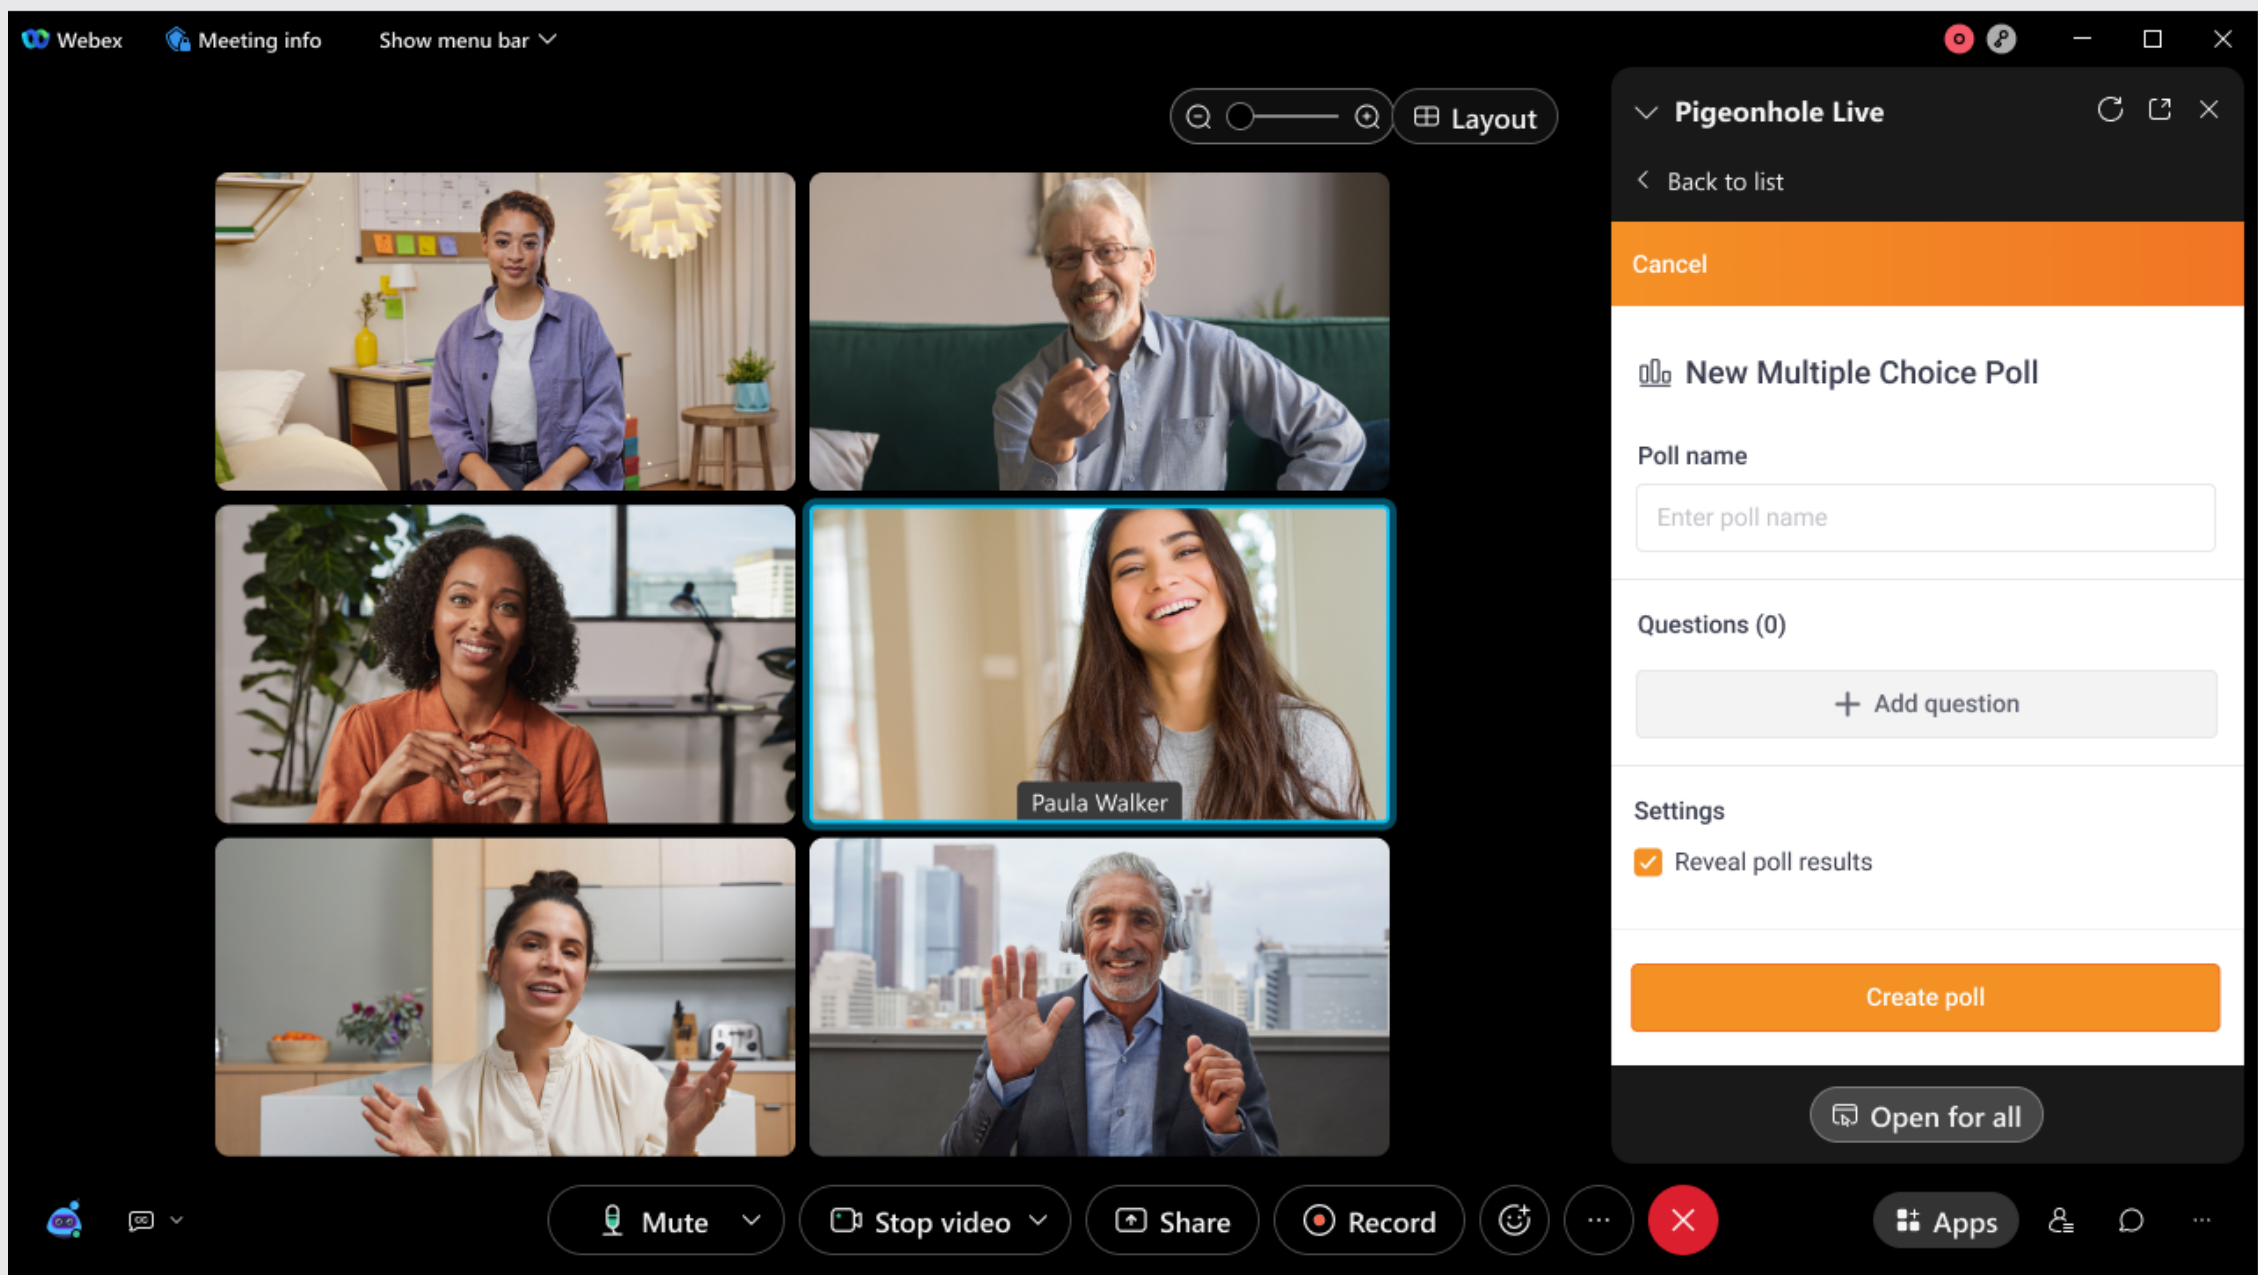 Webex Meeting info Show menu bar
Layout
Pigeonhole Live
Back to list
Cancel
New Multiple Choice Poll
Poll name
Enter poll name
Questions (0)
+ Add question
Paula Walker
Settings
Reveal poll results
Create poll
Open for all
CC
Mute
Stop video
Share
Record
Apps